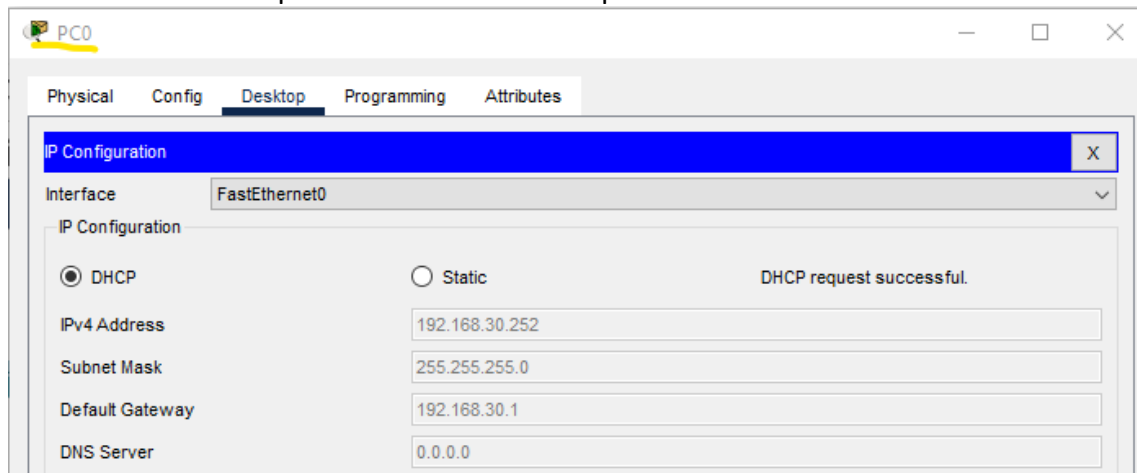 PC0
Physical Config Desktop Programming Attributes
IP Configuration X
Interface FastEthernet0
IP Configuration
DHCP Static DHCP request successful.
IPv4 Address 192.168.30.252
Subnet Mask 255.255.255.0
Default Gateway 192.168.30.1
DNS Server 0.0.0.0